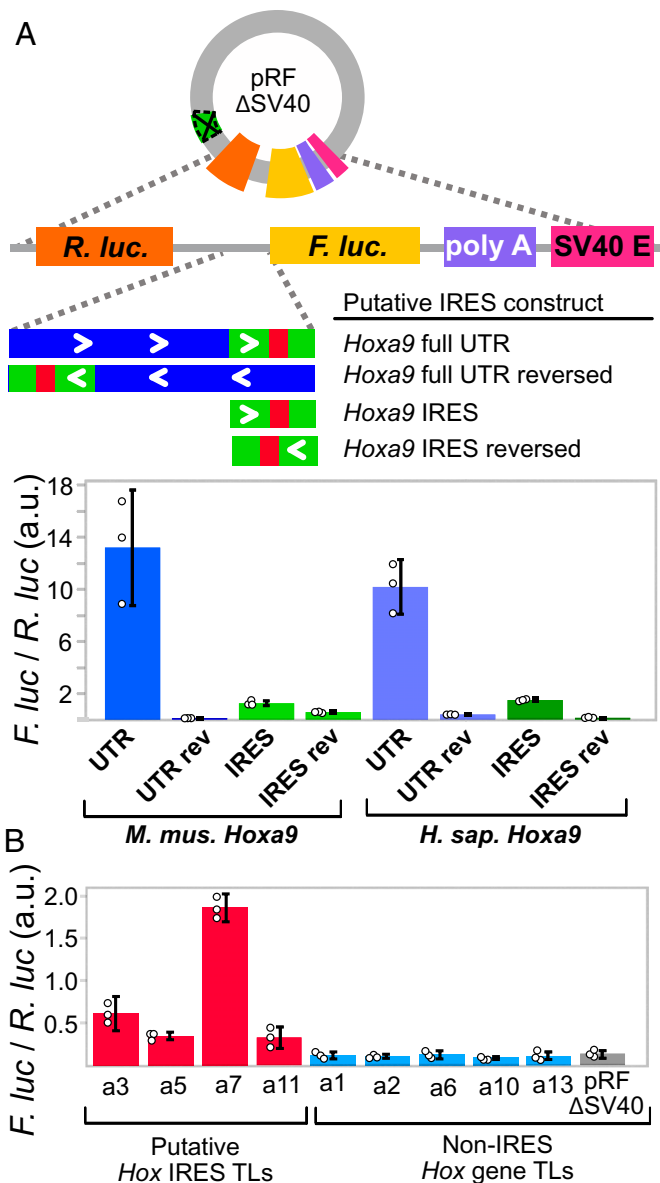 A
pRF
ΔSV40
R. luc. F. luc. poly A SV40 E
Putative IRES construct
Hoxa9 full UTR
Hoxa9 full UTR reversed
Hoxa9 IRES
Hoxa9 IRES reversed
F. luc / R. luc (a.u.)
18
14
10
6
2
UTR UTR rev IRES IRES rev UTR UTR rev IRES IRES rev
M. mus. Hoxa9 H. sap. Hoxa9
B
F. luc / R. luc (a.u.)
2.0
1.5
1.0
0.5
a3 a5 a7 a11 a1 a2 a6 a10 a13 pRF
ΔSV40
Putative
Hox IRES TLs
Non-IRES
Hox gene TLs